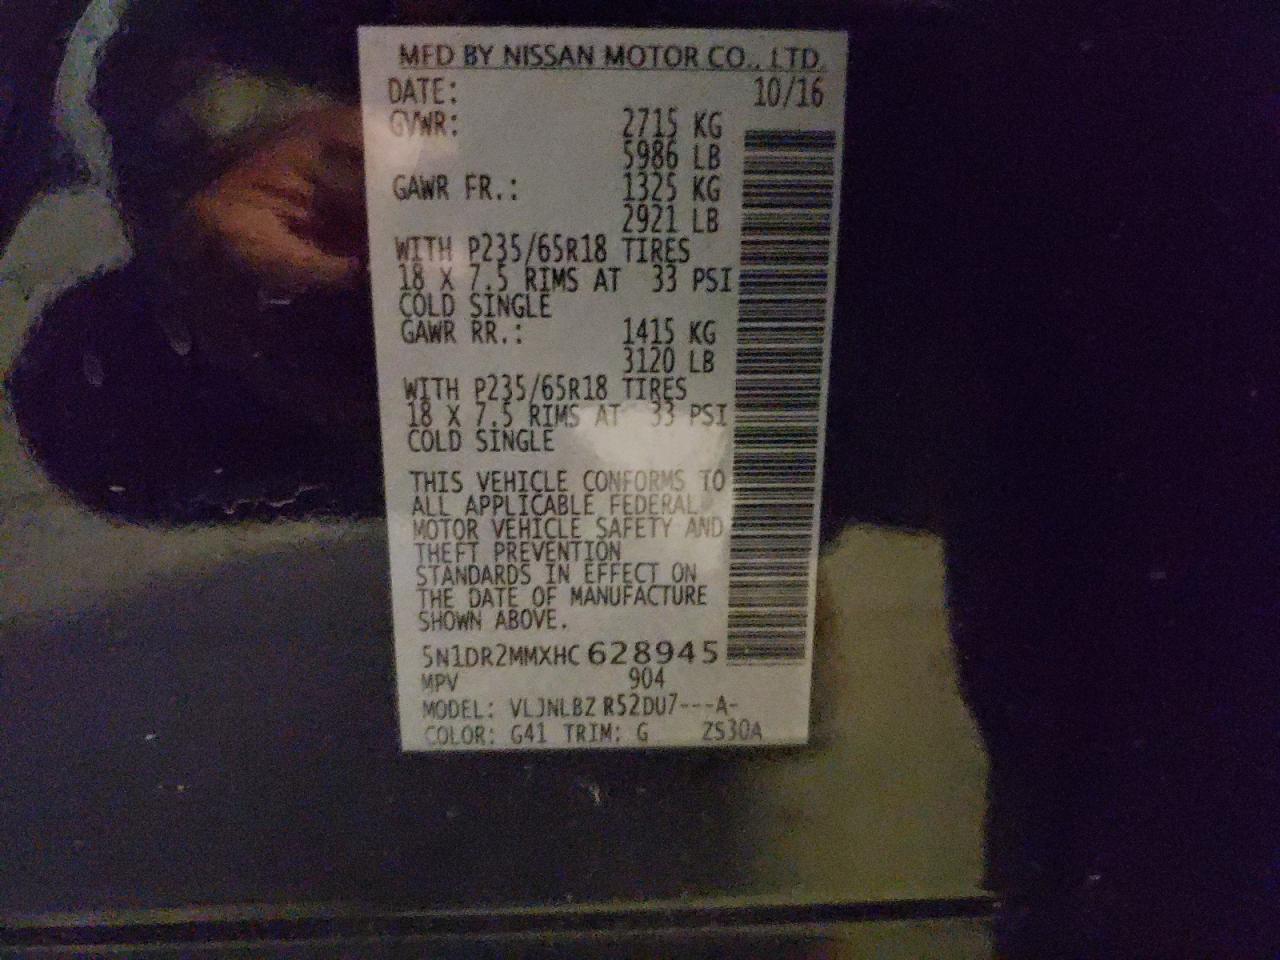 MFD BY NISSAN MOTOR CO., LTD.
DATE: 10/16
GVWR: 2715 KG
5986 LB
GAWR FR.: 1325 KG
2921 LB
WITH P235/65R18 TIRES
18 X 7.5 RIMS AT 33 PSI
COLD SINGLE
GAWR RR.: 1415 KG
3120 LB
WITH P235/65R18 TIRES
18 X 7.5 RIMS AT 33 PSI
COLD SINGLE
THIS VEHICLE CONFORMS TO
ALL APPLICABLE FEDERAL
MOTOR VEHICLE SAFETY AND
THEFT PREVENTION
STANDARDS IN EFFECT ON
THE DATE OF MANUFACTURE
SHOWN ABOVE.
5N1DR2MMXHC628945
MPV 904
MODEL: VLJNLBZ R52DU7---A-
COLOR: G41 TRIM: G ZS30A